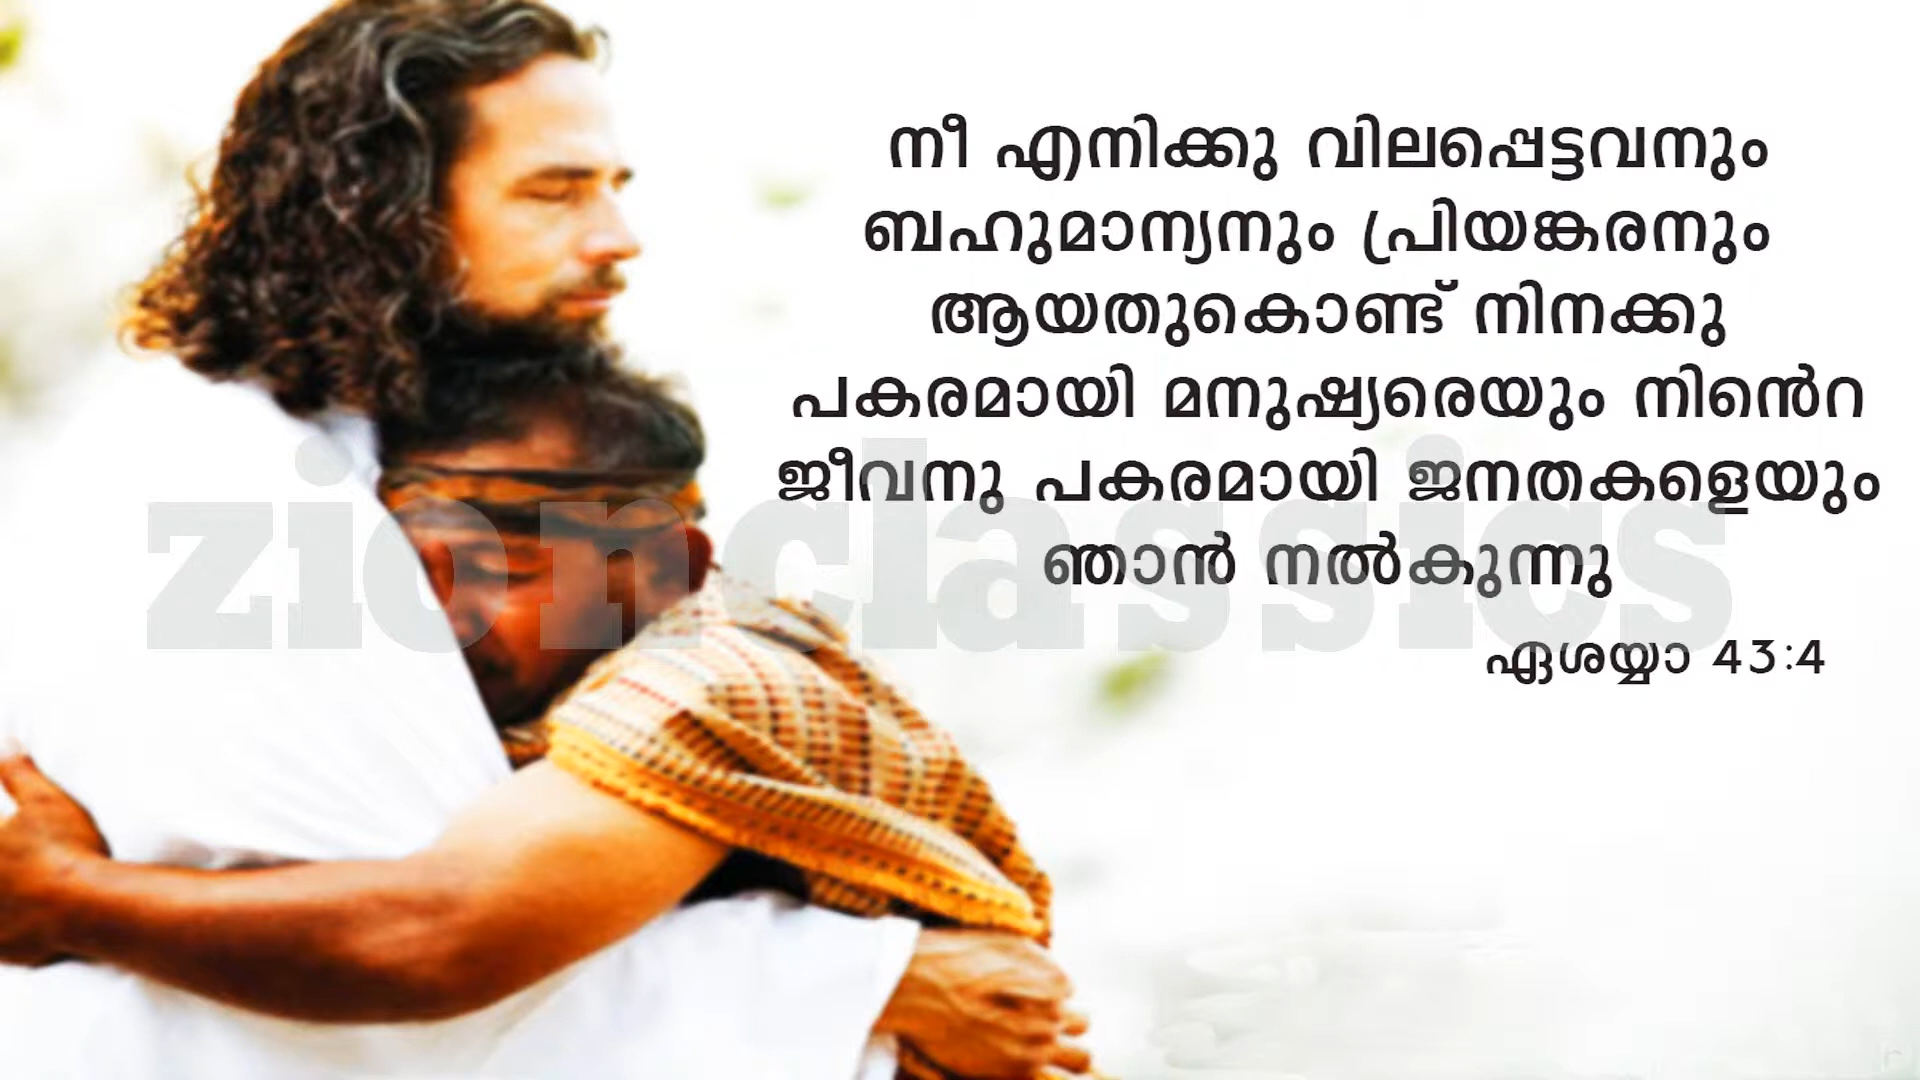 നീ എനിക്കു വിലപ്പെട്ടവനും
ബഹുമാന്യനും പ്രിയങ്കരനും
ആയതുകൊണ്ട് നിനക്കു
പകരമായി മനുഷ്യരെയും നിൻെറ
ജീവനു പകരമായി ജനതകളെയും
ഞാൻ നൽകുന്നു
ഏശയ്യാ 43:4
zionclassics